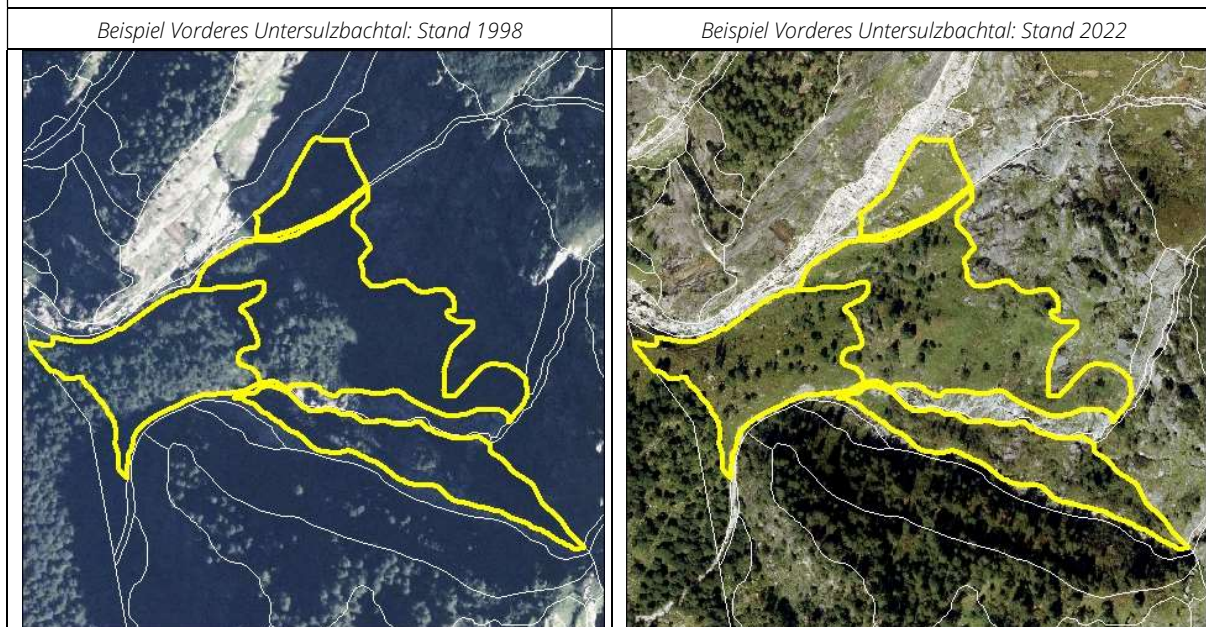 Beispiel Vorderes Untersulzbachtal: Stand 1998
Beispiel Vorderes Untersulzbachtal: Stand 2022